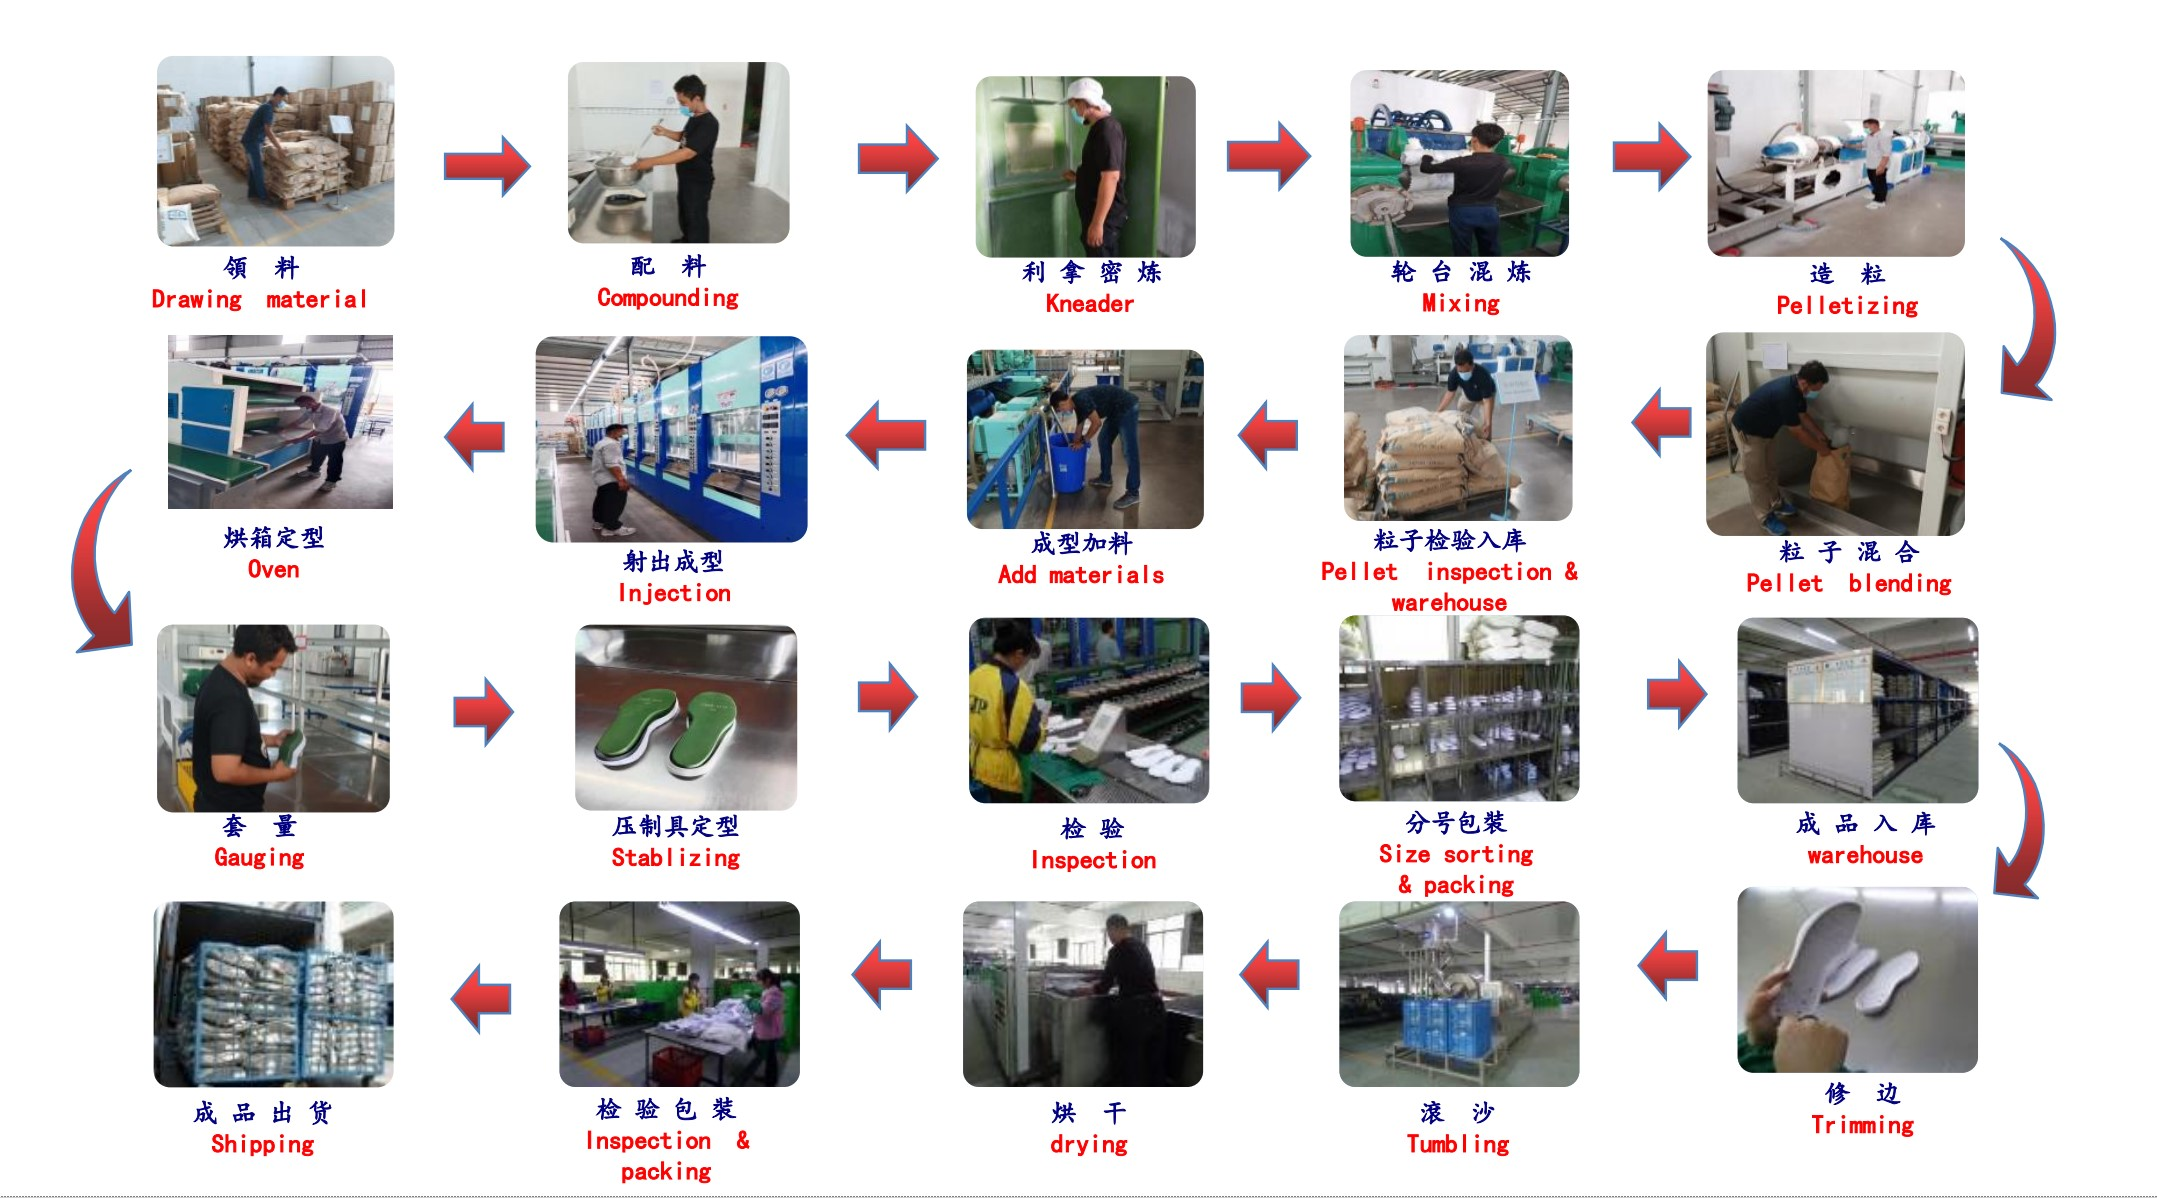 領 料
Drawing material
配 料
Compounding
利 拿 密 炼
Kneader
轮 台 混 炼
Mixing
造 粒
Pelletizing
烘箱定型
Oven
射出成型
Injection
成型加料
Add materials
粒子检验入库
Pellet inspection &
warehouse
粒 子 混 合
Pellet blending
套 量
Gauging
压制具定型
Stablizing
JP
检 验
Inspection
分号包装
Size sorting
& packing
成 品 入 库
warehouse
成 品 出 货
Shipping
检 验 包 装
Inspection &
packing
烘 干
drying
滚 沙
Tumbling
修 边
Trimming